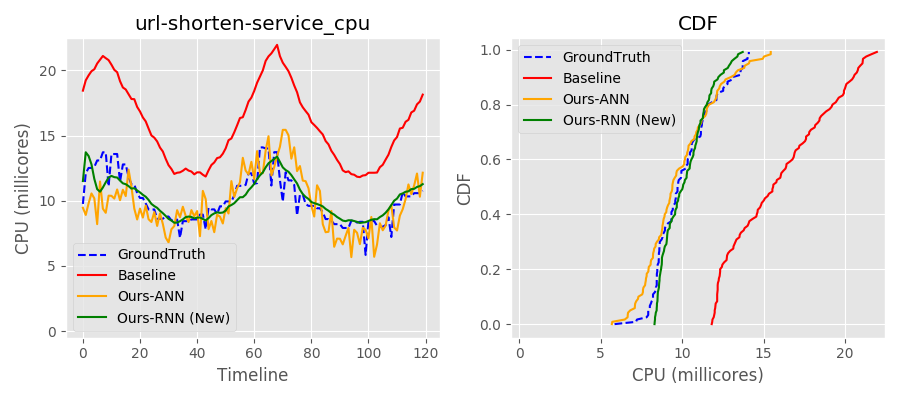 url-shorten-service_cpu
CPU (millicores)
20
15
10
5
0
GroundTruth
Baseline
Ours-ANN
Ours-RNN (New)
0 20 40 60 80 100 120
Timeline
CDF
CDF
1.0
0.8
0.6
0.4
0.2
0.0
GroundTruth
Baseline
Ours-ANN
Ours-RNN (New)
0 5 10 15 20
CPU (millicores)